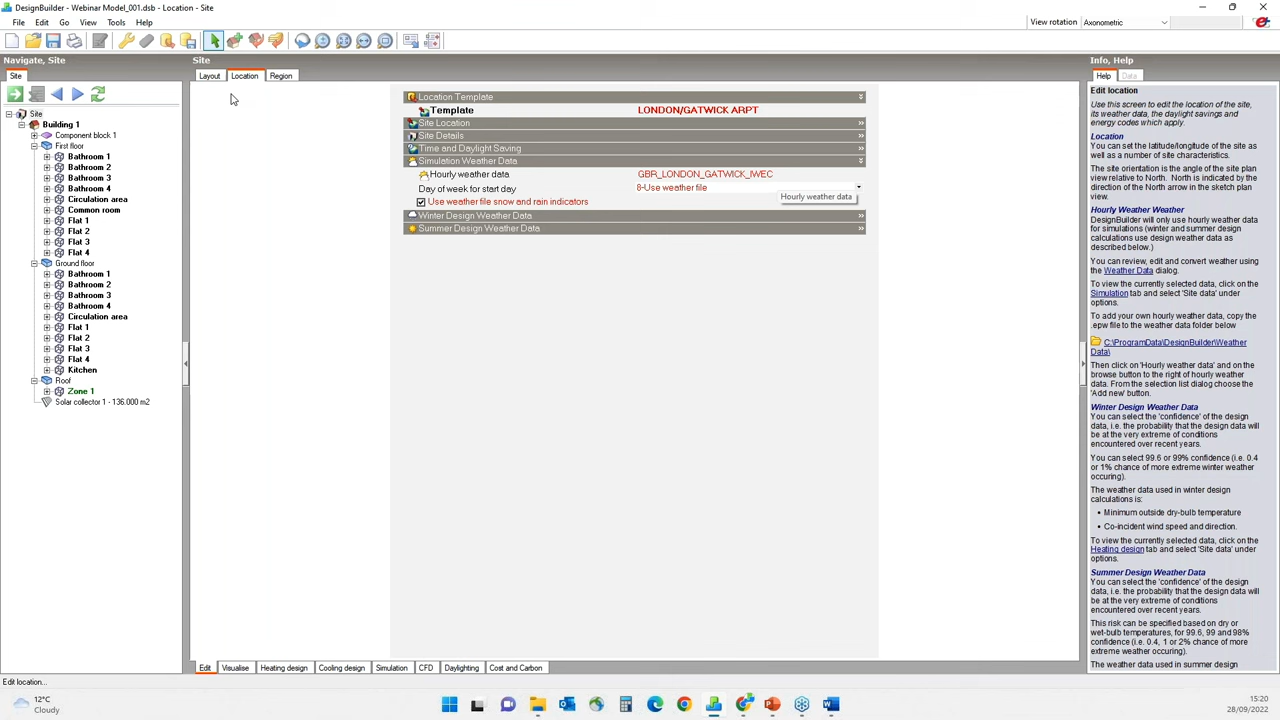 DesignBuilder - Webinar Model_001.dsb - Location - Site
File Edit Go View Tools Help
View rotation Axonometric
Navigate, Site
Site
Site
Building 1
Component block 1
First floor
Bathroom 1
Bathroom 2
Bathroom 3
Bathroom 4
Circulation area
Common room
Flat 1
Flat 2
Flat 3
Flat 4
Ground floor
Bathroom 1
Bathroom 2
Bathroom 3
Bathroom 4
Circulation area
Flat 1
Flat 2
Flat 3
Flat 4
Kitchen
Roof
Zone 1
Solar collector 1 - 136.000 m2
Site
Layout Location Region
Location Template
Template LONDON/GATWICK ARPT
Site Location
Site Details
Time and Daylight Saving
Simulation Weather Data
Hourly weather data GBR_LONDON_GATWICK_IWEC
Day of week for start day 8-Use weather file
Hourly weather data
Use weather file snow and rain indicators
Winter Design Weather Data
Summer Design Weather Data
Edit Visualise Heating design Cooling design Simulation CFD Daylighting Cost and Carbon
Info, Help
Help Data
Edit location
Use this screen to edit the location of the site,
its weather data, the daylight savings and
energy codes which apply.
Location
You can set the latitude/longitude of the site as
well as a number of site characteristics.
The site orientation is the angle of the site plan
view relative to North. North is indicated by the
direction of the North arrow in the sketch plan
view.
Hourly Weather Weather
DesignBuilder will only use hourly weather data
for simulations (winter and summer design
calculations use design weather data as
described below.)
You can review, edit and convert weather using
the Weather Data dialog.
To view the currently selected data, click on the
Simulation tab and select 'Site data' under
options.
To add your own hourly weather data, copy the
.epw file to the weather data folder below
C:\ProgramData\DesignBuilder\Weather
Data\
Then click on 'Hourly weather data' and on the
browse button to the right of hourly weather
data. From the selection list dialog choose the
'Add new' button.
Winter Design Weather Data
You can select the 'confidence' of the design
data, i.e. the probability that the design data will
be at the very extreme of conditions
encountered over recent years.
You can select 99.6 or 99% confidence (i.e. 0.4
or 1% chance of more extreme winter weather
occuring).
The weather data used in winter design
calculations is:
• Minimum outside dry-bulb temperature
• Co-incident wind speed and direction.
To view the currently selected data, click on the
Heating design tab and select 'Site data' under
options.
Summer Design Weather Data
You can select the 'confidence' of the design
data, i.e. the probability that the design data will
be at the very extreme of conditions
encountered over recent years.
This risk can be specified based on dry or
wet-bulb temperatures, for 99.6, 99 and 98%
confidence (i.e. 0.4, 1 or 2% chance of more
extreme weather occuring).
The weather data used in summer design
Edit location...
12°C
Cloudy
15:20
28/09/2022